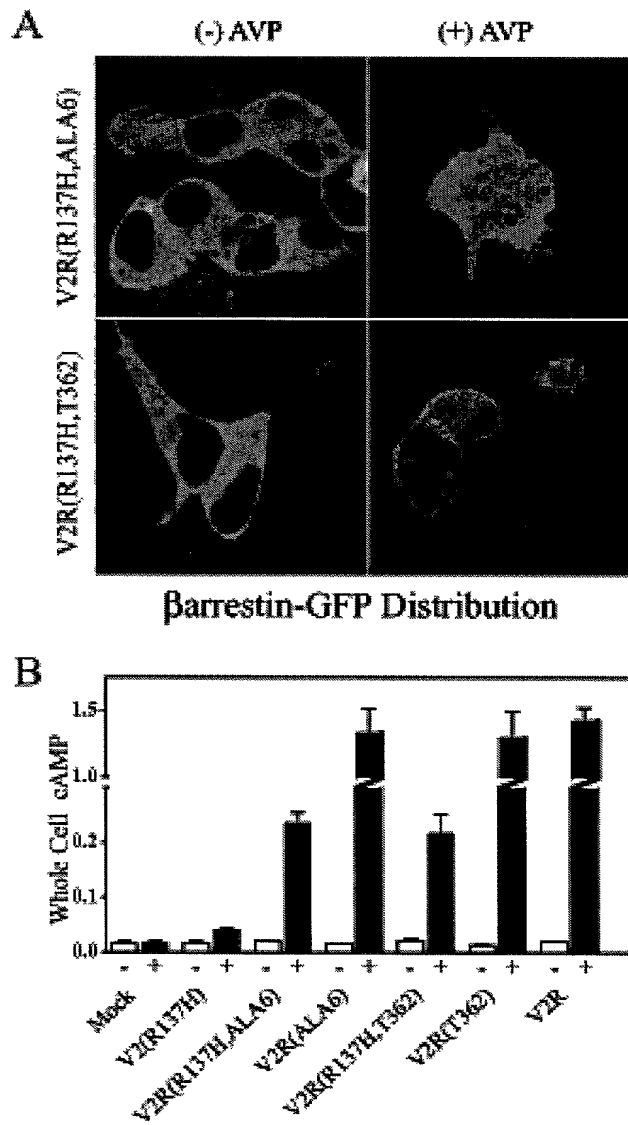 A
(-) AVP
(+) AVP
V2R(R137H,ALA6)
V2R(R137H,T362)
βarrestin-GFP Distribution
B
Whole Cell cAMP
1.5
1.0
0.2
0.1
0.0
- + - + - + - + - + - + - +
Mock
V2(R137H)
V2R(R137H,ALA6)
V2R(ALA6)
V2R(R137H,T362)
V2R(T362)
V2R